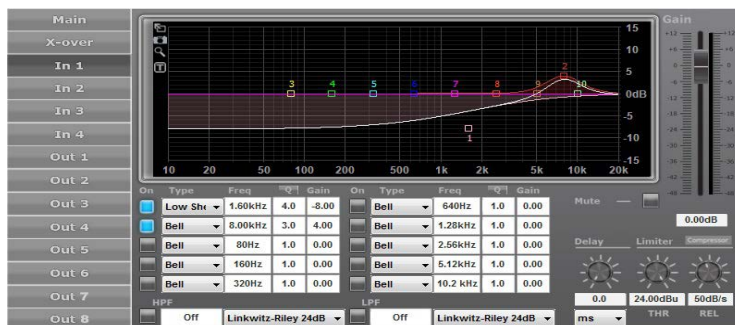 Main
X-over
In 1
In 2
In 3
In 4
Out 1
Out 2
Out 3
Out 4
Out 5
Out 6
Out 7
Out 8
T
3 4 5 6 7 8 9 10
2
1
15
10
5
0dB
-5
-10
-15
10 20 50 100 200 500 1k 2k 5k 10k 20k
On Type Freq Q Gain On Type Freq Q Gain
Low She 1.60kHz 4.0 -8.00 Bell 640Hz 1.0 0.00
Bell 8.00kHz 3.0 4.00 Bell 1.28kHz 1.0 0.00
Bell 80Hz 1.0 0.00 Bell 2.56kHz 1.0 0.00
Bell 160Hz 1.0 0.00 Bell 5.12kHz 1.0 0.00
Bell 320Hz 1.0 0.00 Bell 10.2 kHz 1.0 0.00
HPF LPF
Off Linkwitz-Riley 24dB Off Linkwitz-Riley 24dB
Gain
+12 +12
Mute
0.00dB
Delay Limiter Compressor
0.0 24.00dBu 50dB/s
ms THR REL